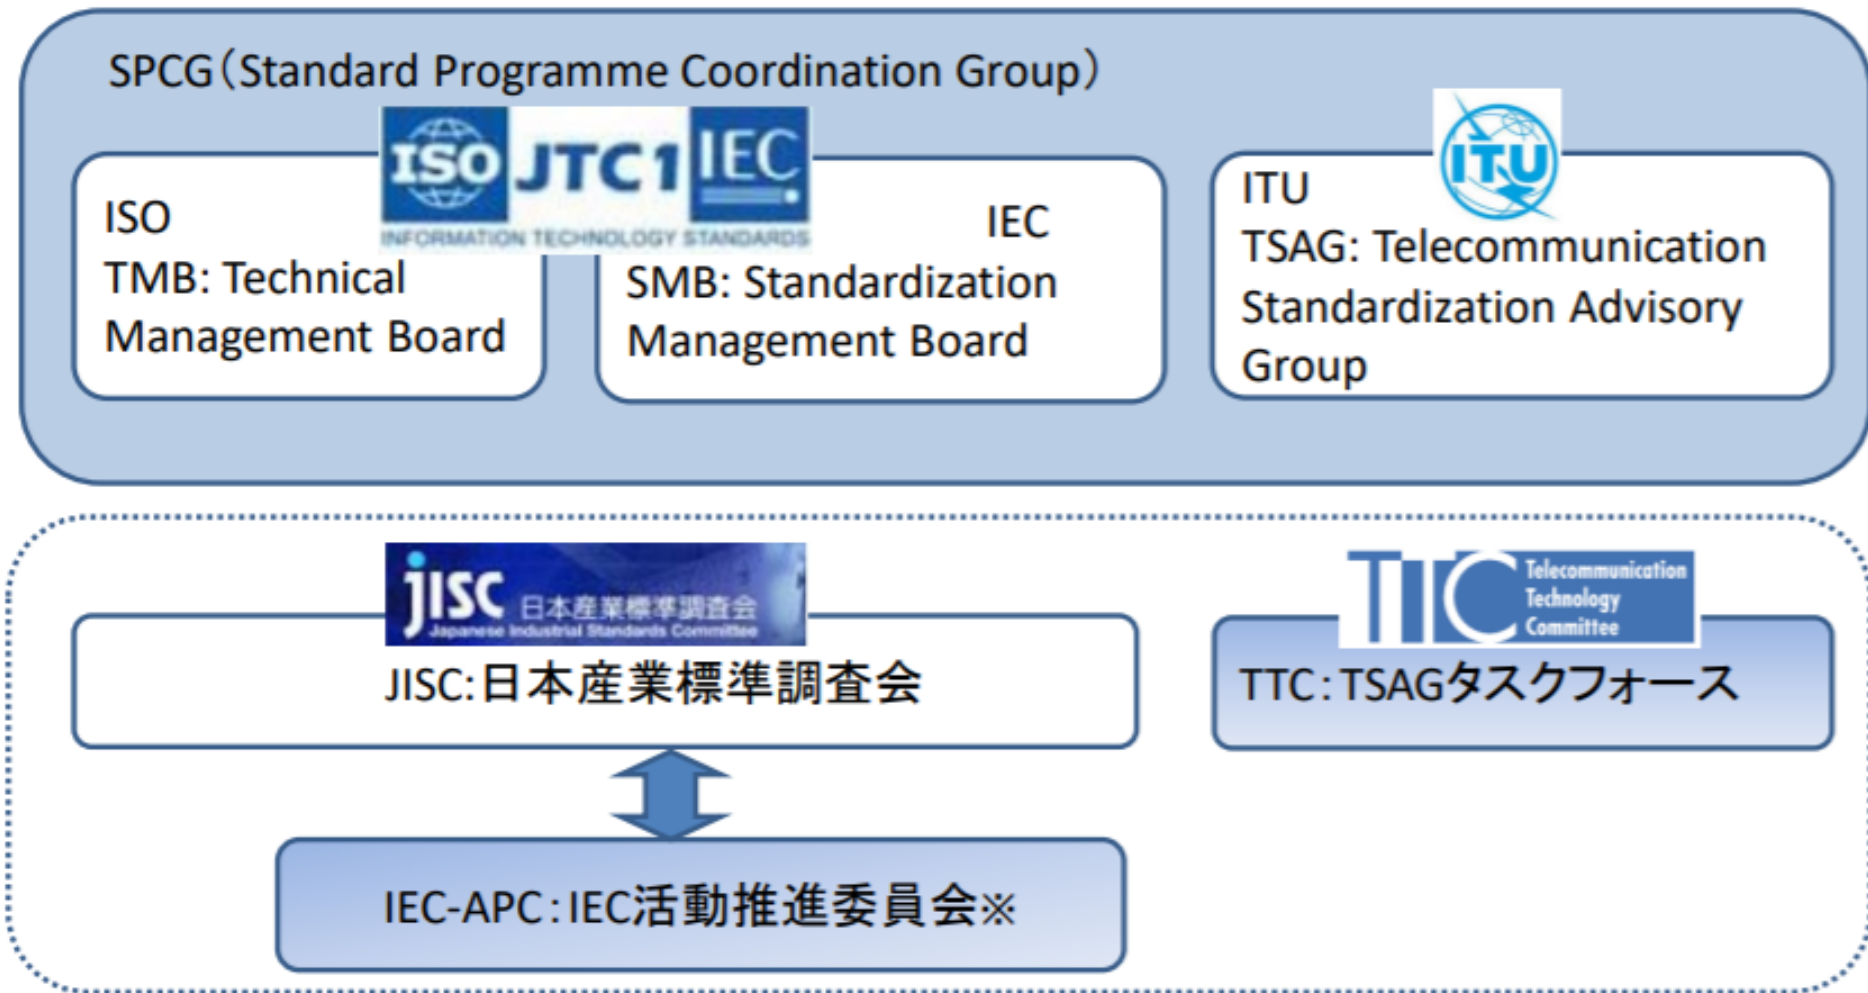 SPCG(Standard Programme Coordination Group)
ISO JTC1 IEC
INFORMATION TECHNOLOGY STANDARDS
ISO
TMB: Technical
Management Board
IEC
SMB: Standardization
Management Board
ITU
ITU
TSAG: Telecommunication
Standardization Advisory
Group
jISC 日本産業標準調査会
Japanese Industrial Standards Committee
JISC:日本産業標準調査会
TTC Telecommunication
Technology
Committee
TTC:TSAGタスクフォース
IEC-APC:IEC活動推進委員会※